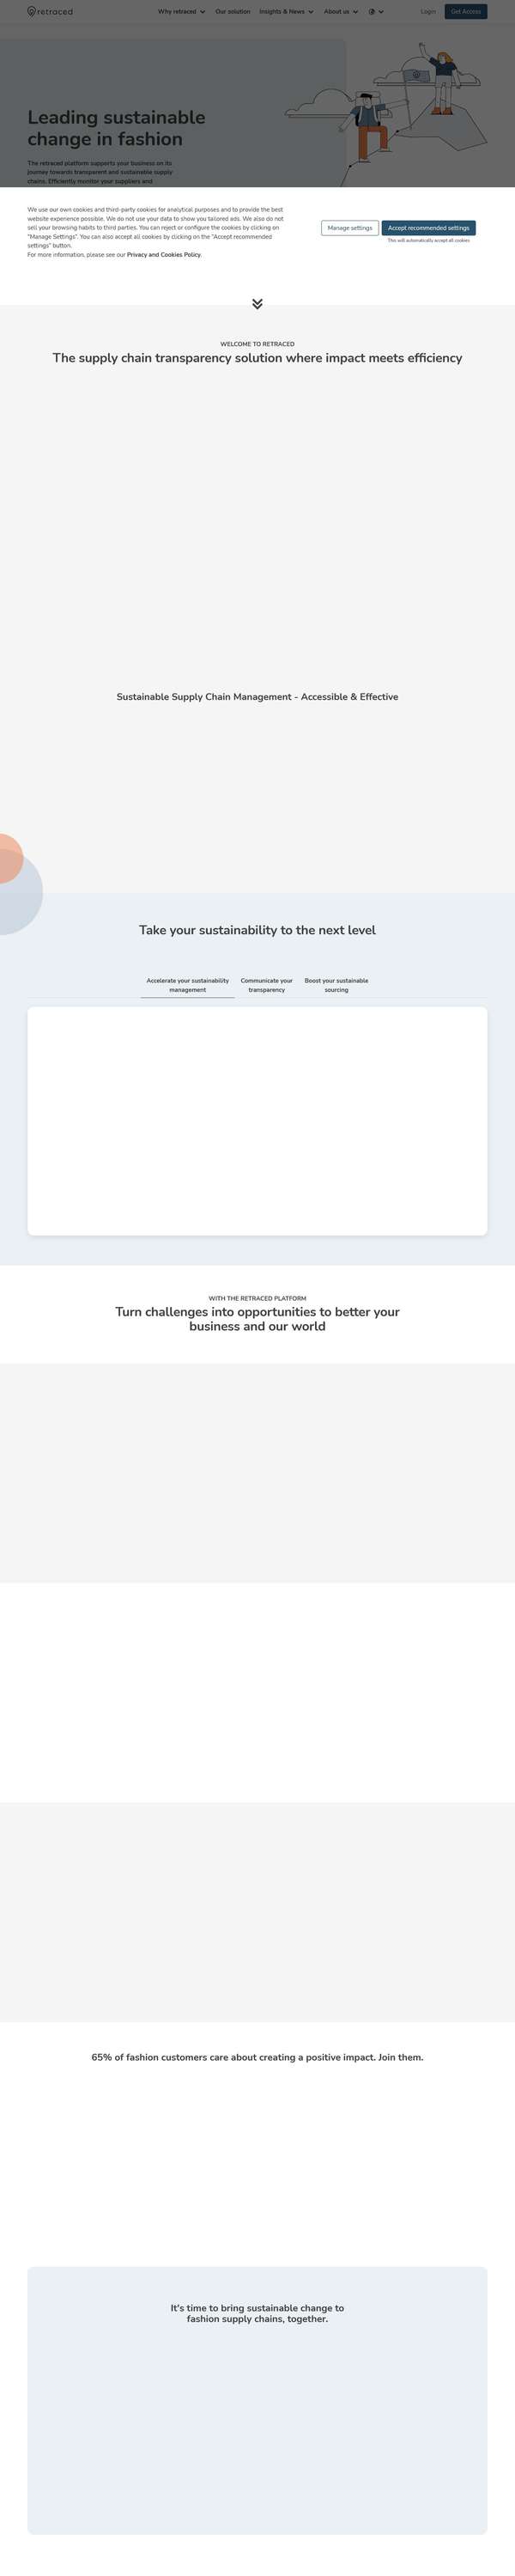 retraced
Why retraced
Our solution
Insights & News
About us
Login
Get Access
Leading sustainable
change in fashion
The retraced platform supports your business on its
journey towards transparent and sustainable supply
chains. Efficiently monitor your suppliers and
We use our own cookies and third-party cookies for analytical purposes and to provide the best
website experience possible. We do not use your data to show you tailored ads. We also do not
sell your browsing habits to third parties. You can reject or configure the cookies by clicking on
"Manage Settings". You can also accept all cookies by clicking on the "Accept recommended
settings" button.
For more information, please see our Privacy and Cookies Policy.
Manage settings
Accept recommended settings
This will automatically accept all cookies
WELCOME TO RETRACED
The supply chain transparency solution where impact meets efficiency
Sustainable Supply Chain Management - Accessible & Effective
Take your sustainability to the next level
Accelerate your sustainability
management
Communicate your
transparency
Boost your sustainable
sourcing
WITH THE RETRACED PLATFORM
Turn challenges into opportunities to better your
business and our world
65% of fashion customers care about creating a positive impact. Join them.
It's time to bring sustainable change to
fashion supply chains, together.